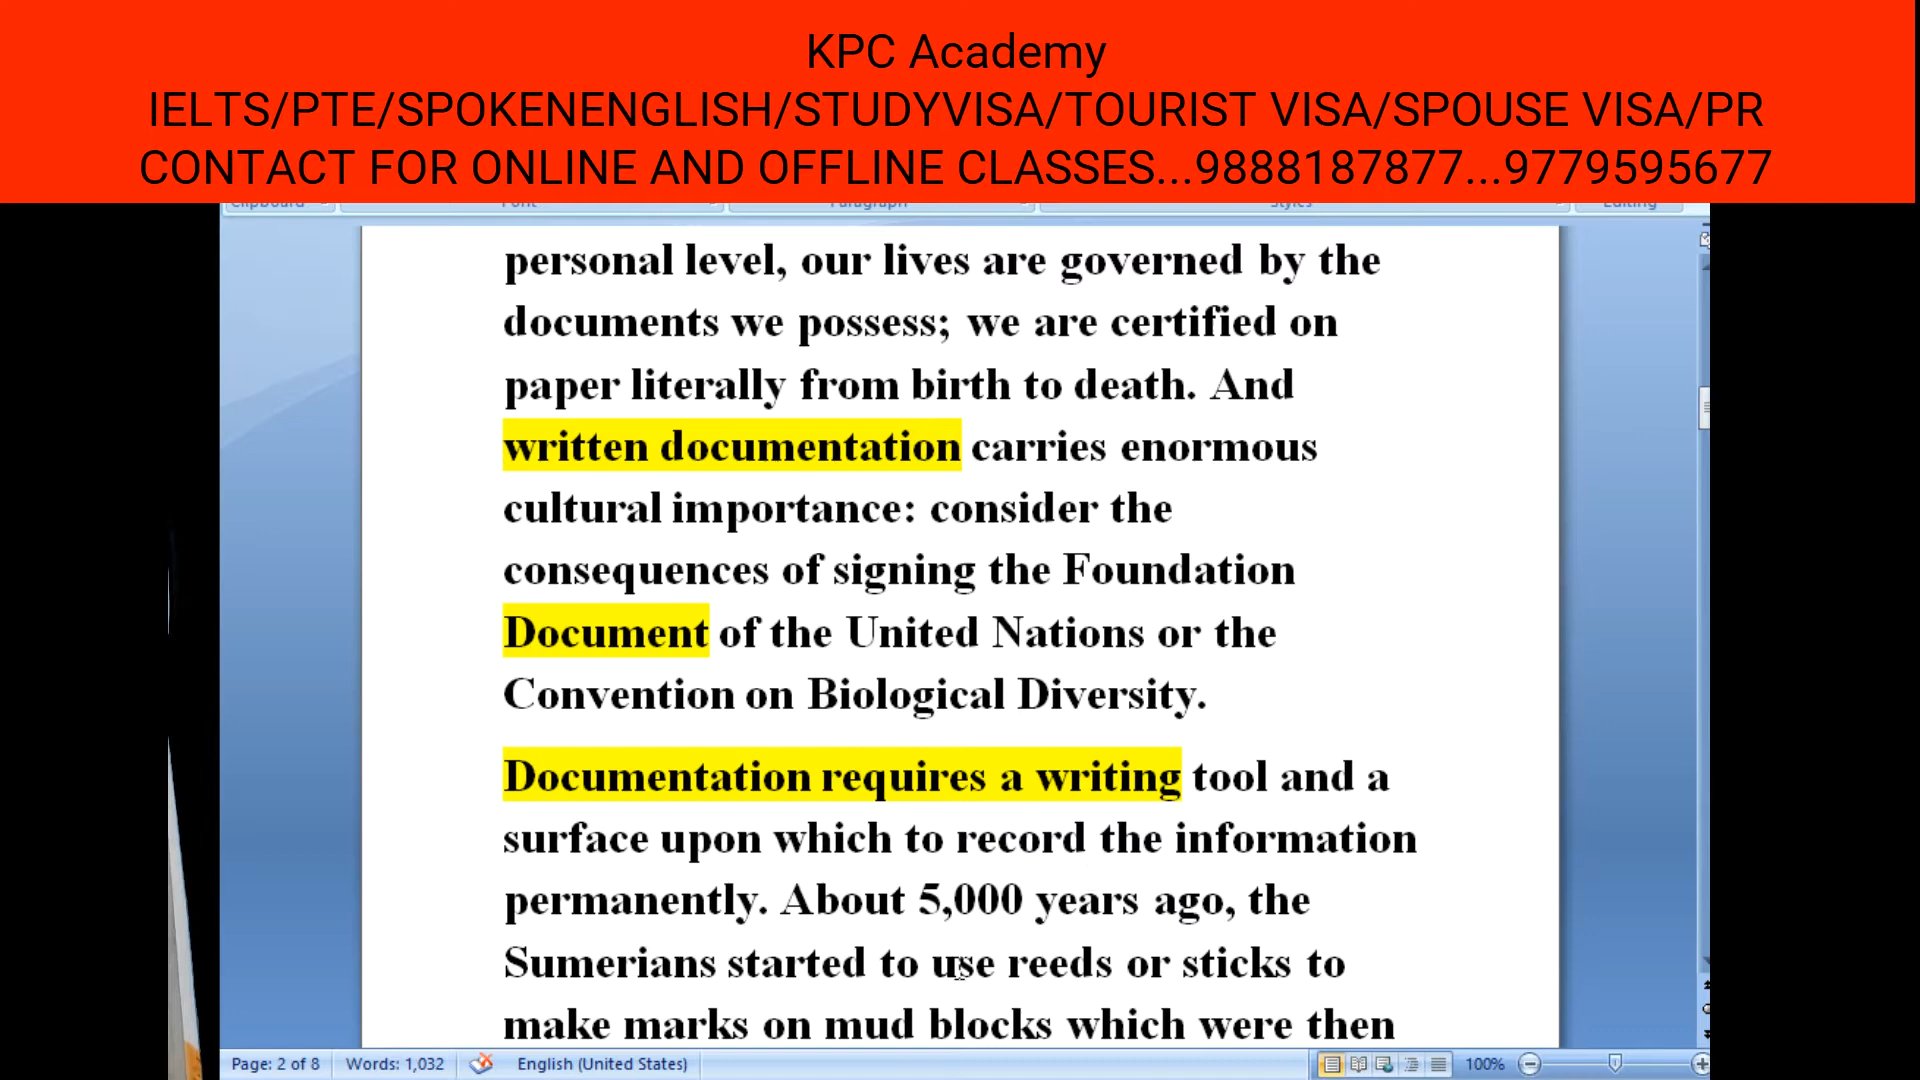 KPC Academy
IELTS/PTE/SPOKENENGLISH/STUDYVISA/TOURIST VISA/SPOUSE VISA/PR
CONTACT FOR ONLINE AND OFFLINE CLASSES...9888187877...9779595677
Clipboard Font Paragraph Styles Editing
personal level, our lives are governed by the
documents we possess; we are certified on
paper literally from birth to death. And
written documentation carries enormous
cultural importance: consider the
consequences of signing the Foundation
Document of the United Nations or the
Convention on Biological Diversity.
Documentation requires a writing tool and a
surface upon which to record the information
permanently. About 5,000 years ago, the
Sumerians started to use reeds or sticks to
make marks on mud blocks which were then
Page: 2 of 8 Words: 1,032 English (United States) 100%